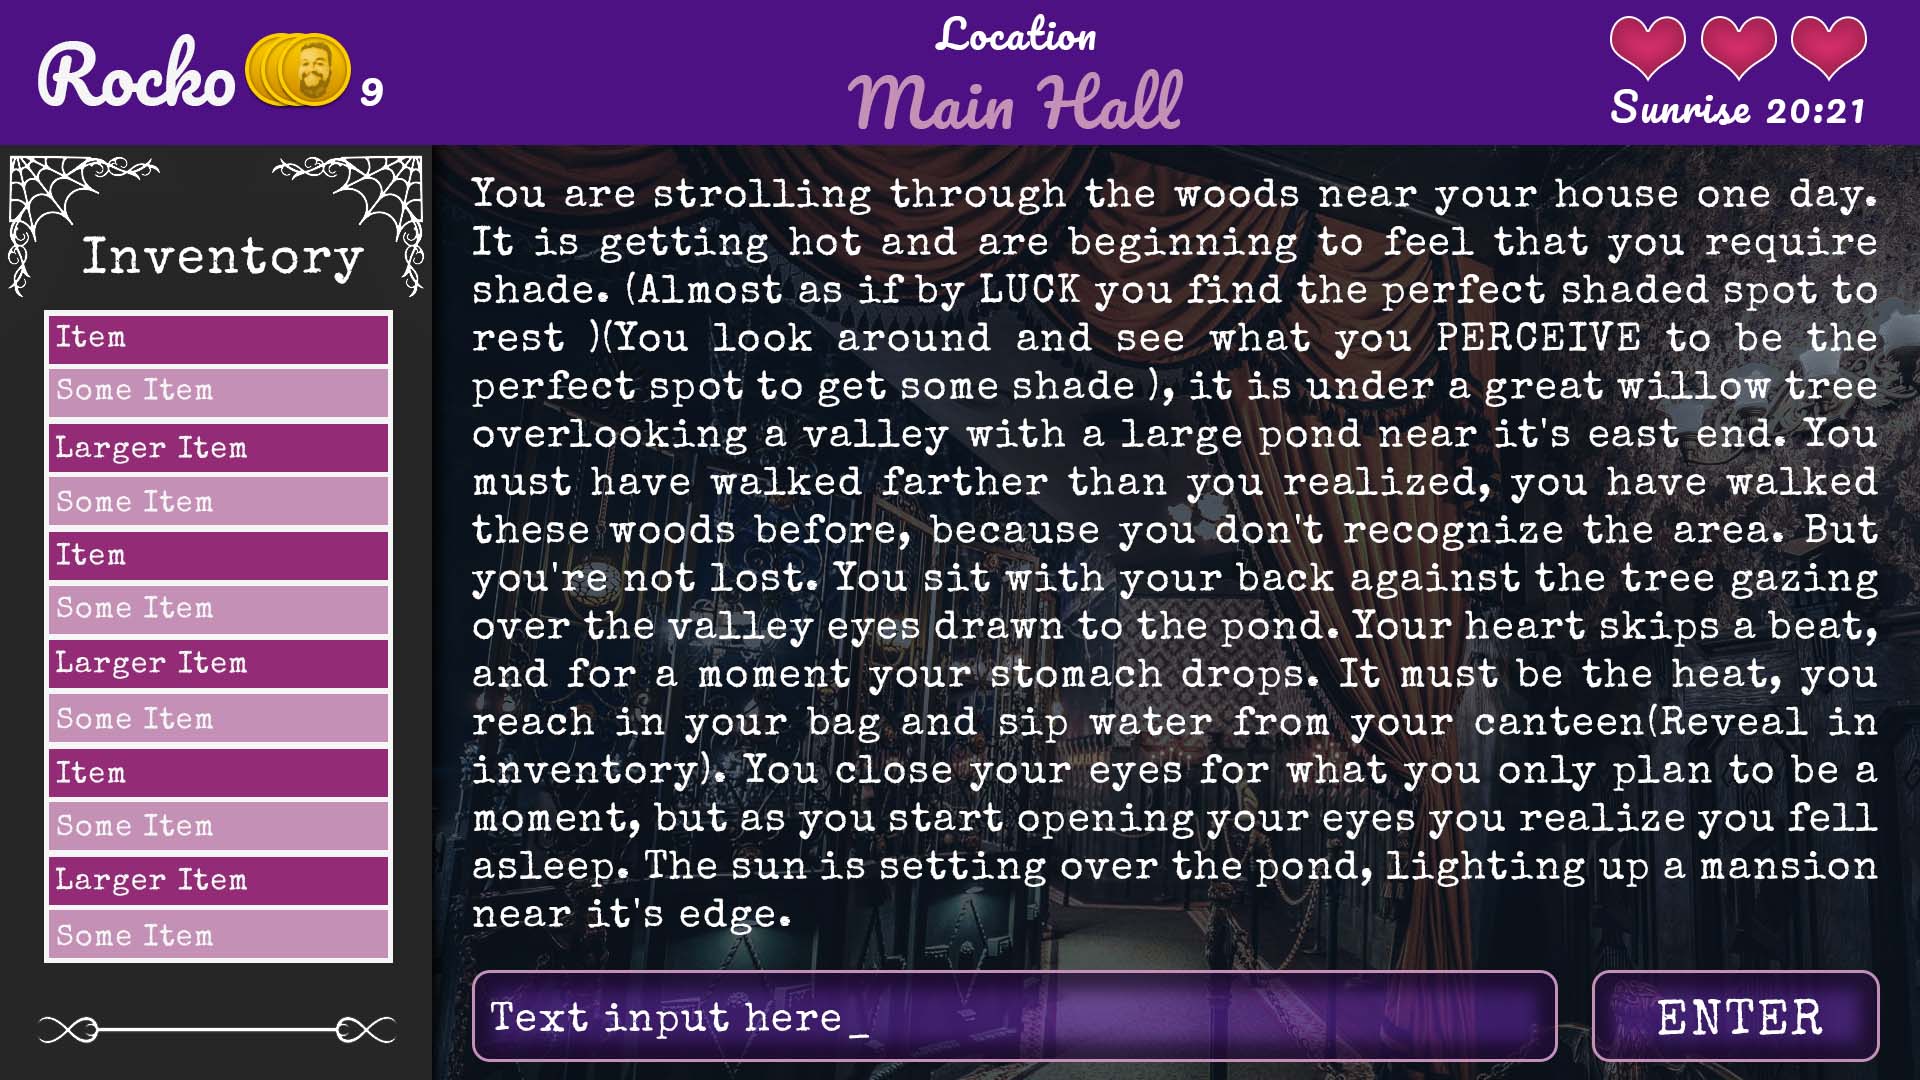 Rocko 9
Location
Main Hall
Sunrise 20:21
Inventory
Item
Some Item
Larger Item
Some Item
Item
Some Item
Larger Item
Some Item
Item
Some Item
Larger Item
Some Item
You are strolling through the woods near your house one day.
It is getting hot and are beginning to feel that you require
shade. (Almost as if by LUCK you find the perfect shaded spot to
rest )(You look around and see what you PERCEIVE to be the
perfect spot to get some shade ), it is under a great willow tree
overlooking a valley with a large pond near it's east end. You
must have walked farther than you realized, you have walked
these woods before, because you don't recognize the area. But
you're not lost. You sit with your back against the tree gazing
over the valley eyes drawn to the pond. Your heart skips a beat,
and for a moment your stomach drops. It must be the heat, you
reach in your bag and sip water from your canteen(Reveal in
inventory). You close your eyes for what you only plan to be a
moment, but as you start opening your eyes you realize you fell
asleep. The sun is setting over the pond, lighting up a mansion
near it's edge.
Text input here_
ENTER